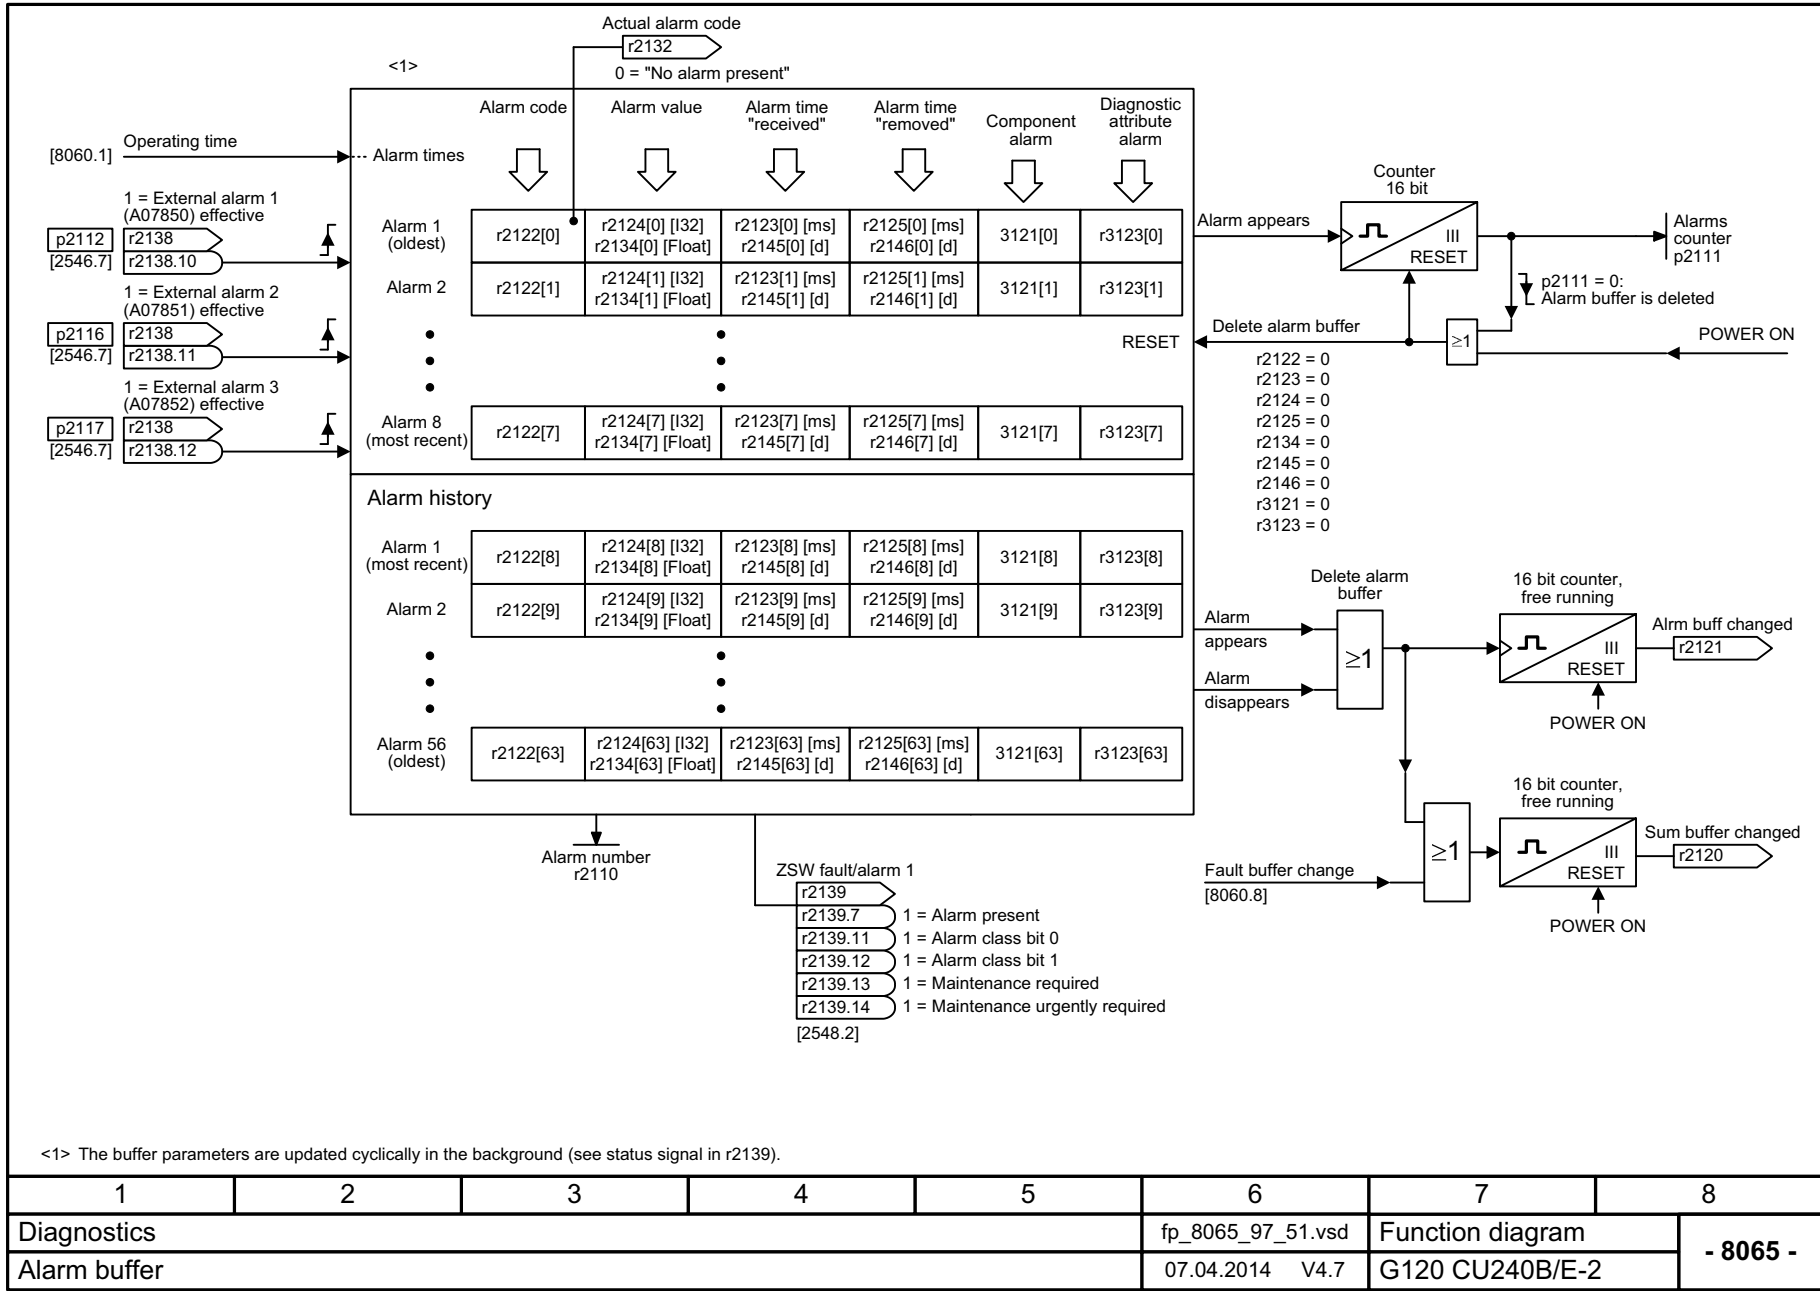 Actual alarm code
r2132
0 = "No alarm present"
<1>
Alarm code
Alarm value
Alarm time
"received"
Alarm time
"removed"
Component
alarm
Diagnostic
attribute
alarm
[8060.1]
Operating time
Alarm times
1 = External alarm 1
(A07850) effective
p2112
r2138
[2546.7]
r2138.10
1 = External alarm 2
(A07851) effective
p2116
r2138
[2546.7]
r2138.11
1 = External alarm 3
(A07852) effective
p2117
r2138
[2546.7]
r2138.12
Alarm 1
(oldest)
r2122[0]
r2124[0] [I32]
r2134[0] [Float]
r2123[0] [ms]
r2145[0] [d]
r2125[0] [ms]
r2146[0] [d]
3121[0]
r3123[0]
Alarm 2
r2122[1]
r2124[1] [I32]
r2134[1] [Float]
r2123[1] [ms]
r2145[1] [d]
r2125[1] [ms]
r2146[1] [d]
3121[1]
r3123[1]
RESET
Alarm 8
(most recent)
r2122[7]
r2124[7] [I32]
r2134[7] [Float]
r2123[7] [ms]
r2145[7] [d]
r2125[7] [ms]
r2146[7] [d]
3121[7]
r3123[7]
Alarm appears
Counter
16 bit
III
RESET
Alarms
counter
p2111
p2111 = 0:
Alarm buffer is deleted
Delete alarm buffer
≥1
POWER ON
r2122 = 0
r2123 = 0
r2124 = 0
r2125 = 0
r2134 = 0
r2145 = 0
r2146 = 0
r3121 = 0
r3123 = 0
Alarm history
Alarm 1
(most recent)
r2122[8]
r2124[8] [I32]
r2134[8] [Float]
r2123[8] [ms]
r2145[8] [d]
r2125[8] [ms]
r2146[8] [d]
3121[8]
r3123[8]
Alarm 2
r2122[9]
r2124[9] [I32]
r2134[9] [Float]
r2123[9] [ms]
r2145[9] [d]
r2125[9] [ms]
r2146[9] [d]
3121[9]
r3123[9]
Alarm 56
(oldest)
r2122[63]
r2124[63] [I32]
r2134[63] [Float]
r2123[63] [ms]
r2145[63] [d]
r2125[63] [ms]
r2146[63] [d]
3121[63]
r3123[63]
Alarm
appears
Alarm
disappears
Delete alarm
buffer
≥1
16 bit counter,
free running
III
RESET
POWER ON
Alrm buff changed
r2121
Fault buffer change
[8060.8]
≥1
16 bit counter,
free running
III
RESET
POWER ON
Sum buffer changed
r2120
Alarm number
r2110
ZSW fault/alarm 1
r2139
r2139.7 1 = Alarm present
r2139.11 1 = Alarm class bit 0
r2139.12 1 = Alarm class bit 1
r2139.13 1 = Maintenance required
r2139.14 1 = Maintenance urgently required
[2548.2]
<1> The buffer parameters are updated cyclically in the background (see status signal in r2139).
1 2 3 4 5 6 7 8
Diagnostics
fp_8065_97_51.vsd
Function diagram
- 8065 -
Alarm buffer
07.04.2014 V4.7
G120 CU240B/E-2